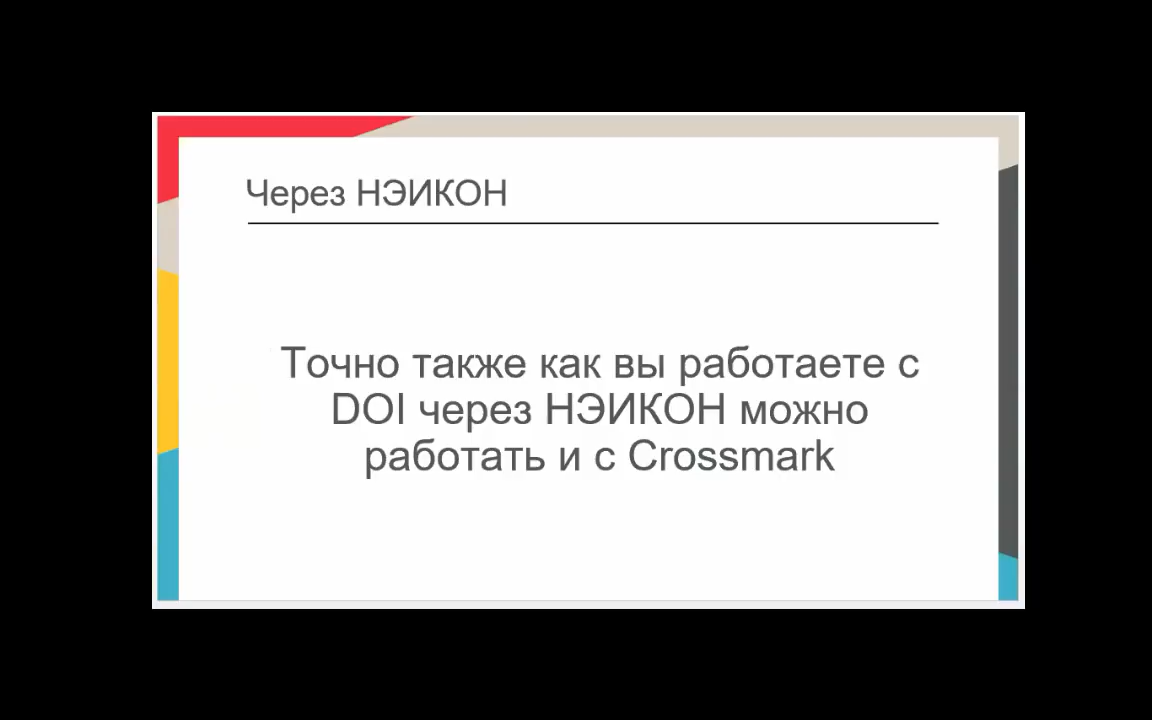 Через НЭИКОН
Точно также как вы работаете с
DOI через НЭИКОН можно
работать и с Crossmark